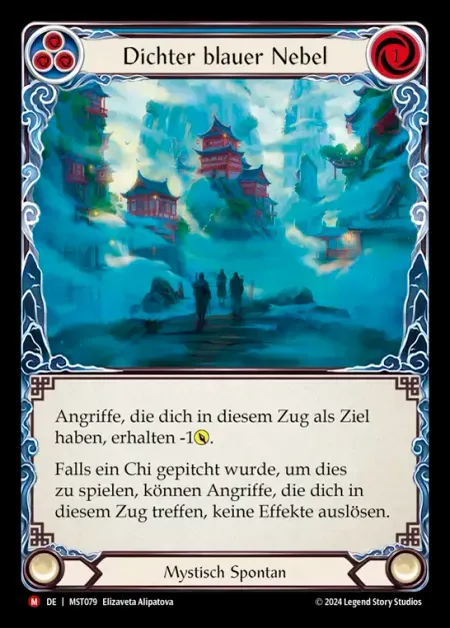 Dichter blauer Nebel
1
Angriffe, die dich in diesem Zug als Ziel
haben, erhalten -1.
Falls ein Chi gepitcht wurde, um dies
zu spielen, können Angriffe, die dich in
diesem Zug treffen, keine Effekte auslösen.
Mystisch Spontan
M DE | MST079 Elizaveta Alipatova
© 2024 Legend Story Studios